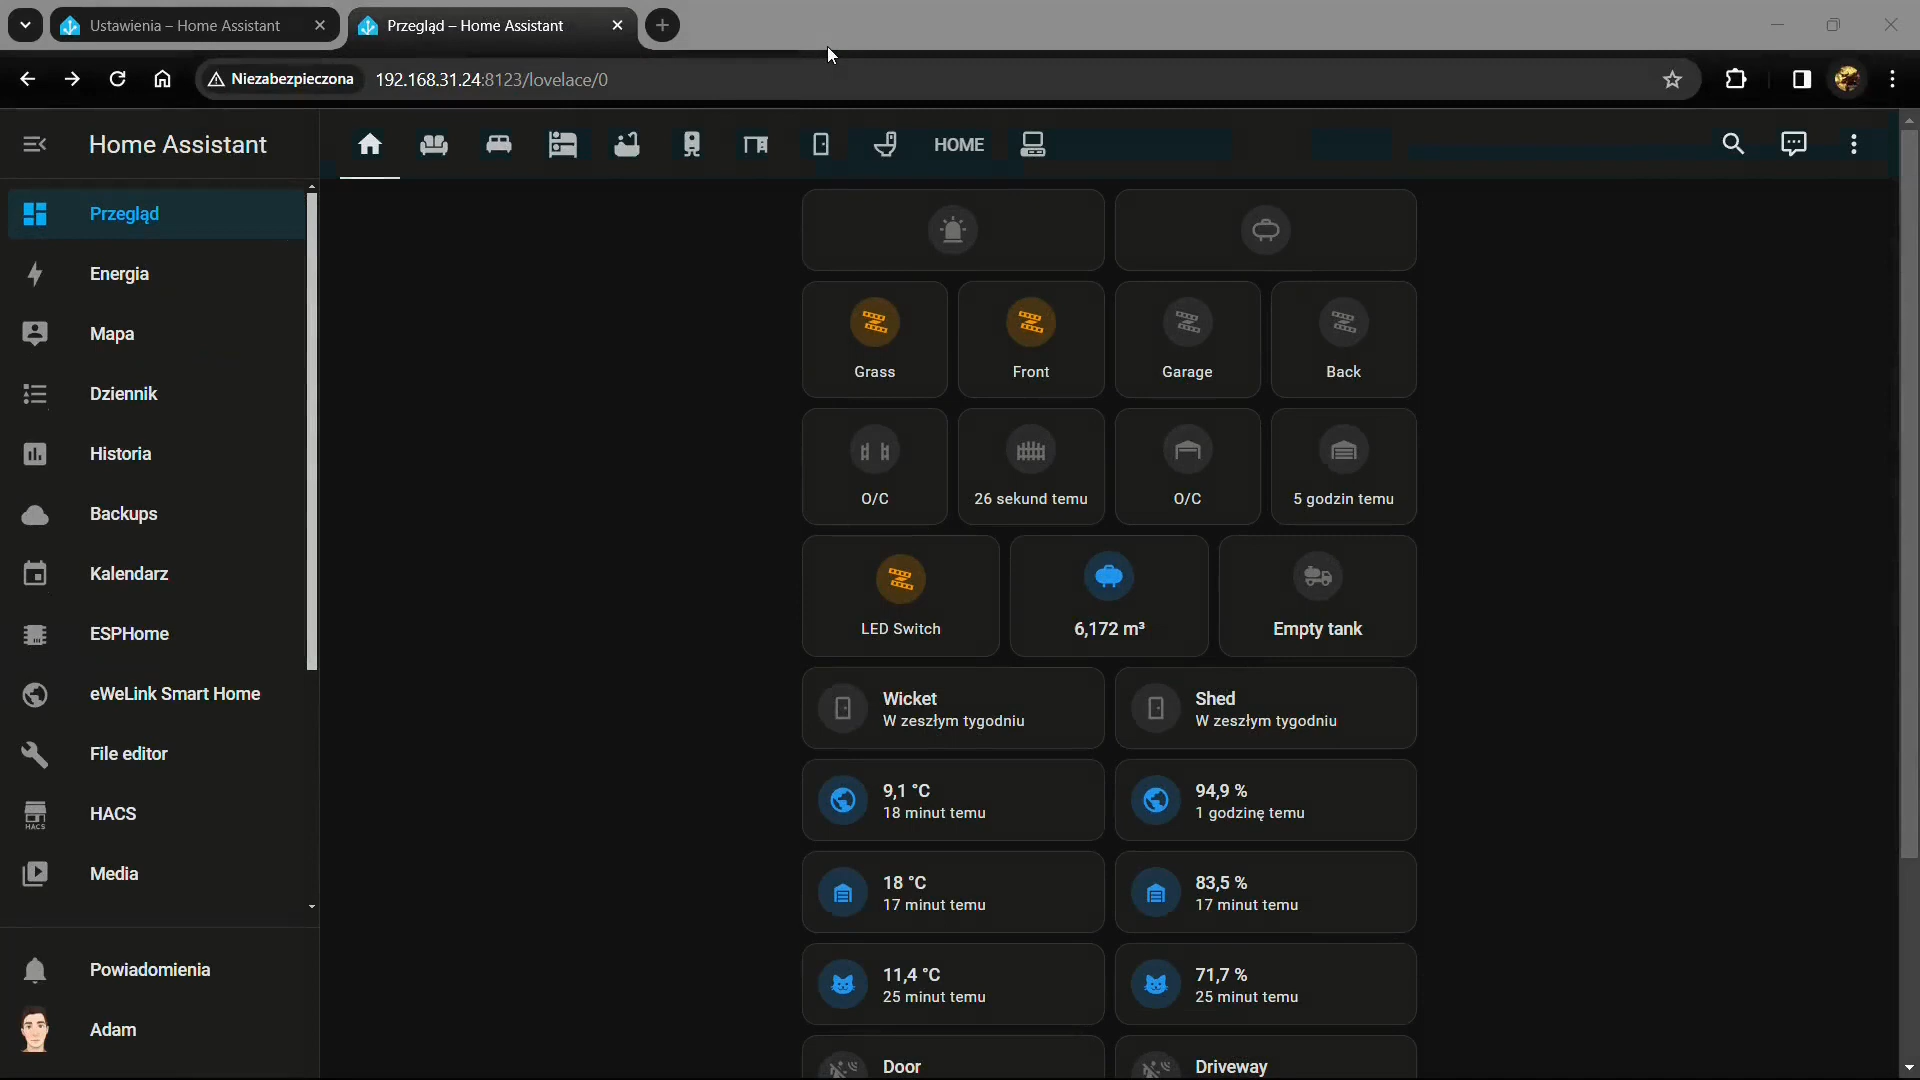 Ustawienia – Home Assistant
Przegląd – Home Assistant
Niezabezpieczona
192.168.31.24:8123/lovelace/0
Home Assistant
HOME
Przegląd
Energia
Mapa
Dziennik
Historia
Backups
Kalendarz
ESPHome
eWeLink Smart Home
File editor
HACS
HACS
Media
Powiadomienia
Adam
Grass
Front
Garage
Back
O/C
26 sekund temu
O/C
5 godzin temu
LED Switch
6,172 m³
Empty tank
Wicket
W zeszłym tygodniu
Shed
W zeszłym tygodniu
9,1 °C
18 minut temu
94,9 %
1 godzinę temu
18 °C
17 minut temu
83,5 %
17 minut temu
11,4 °C
25 minut temu
71,7 %
25 minut temu
Door
Driveway